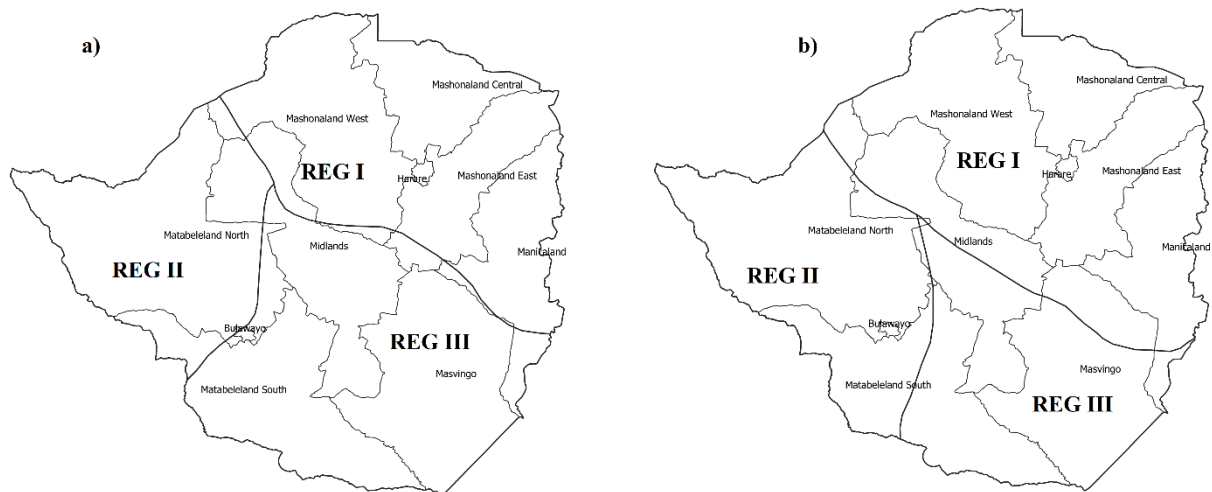 a)
Mashonaland Central
Mashonaland West
REG I
Harare
Mashonaland East
Matabeleland North
Midlands
Manicaland
REG II
Bulawayo
REG III
Masvingo
Matabeleland South
b)
Mashonaland Central
Mashonaland West
REG I
Harare
Mashonaland East
Matabeleland North
Midlands
Manicaland
REG II
Bulawayo
Masvingo
Matabeleland South
REG III